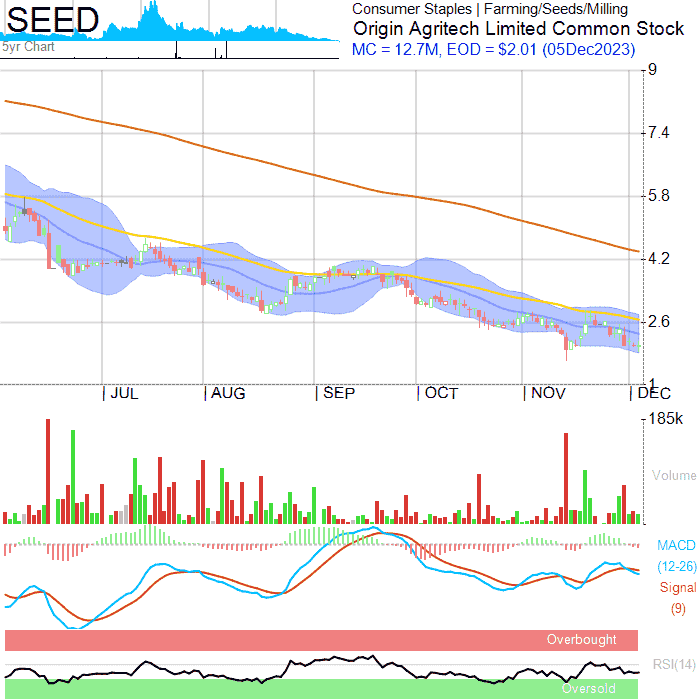 SEED
Consumer Staples | Farming/Seeds/Milling
Origin Agritech Limited Common Stock
5yr Chart
MC = 12.7M, EOD = $2.01 (05Dec2023)
9
7.4
5.8
4.2
2.6
1
JUL
AUG
SEP
OCT
NOV
DEC
185k
Volume
MACD
(12-26)
Signal
(9)
Overbought
RSI(14)
Oversold